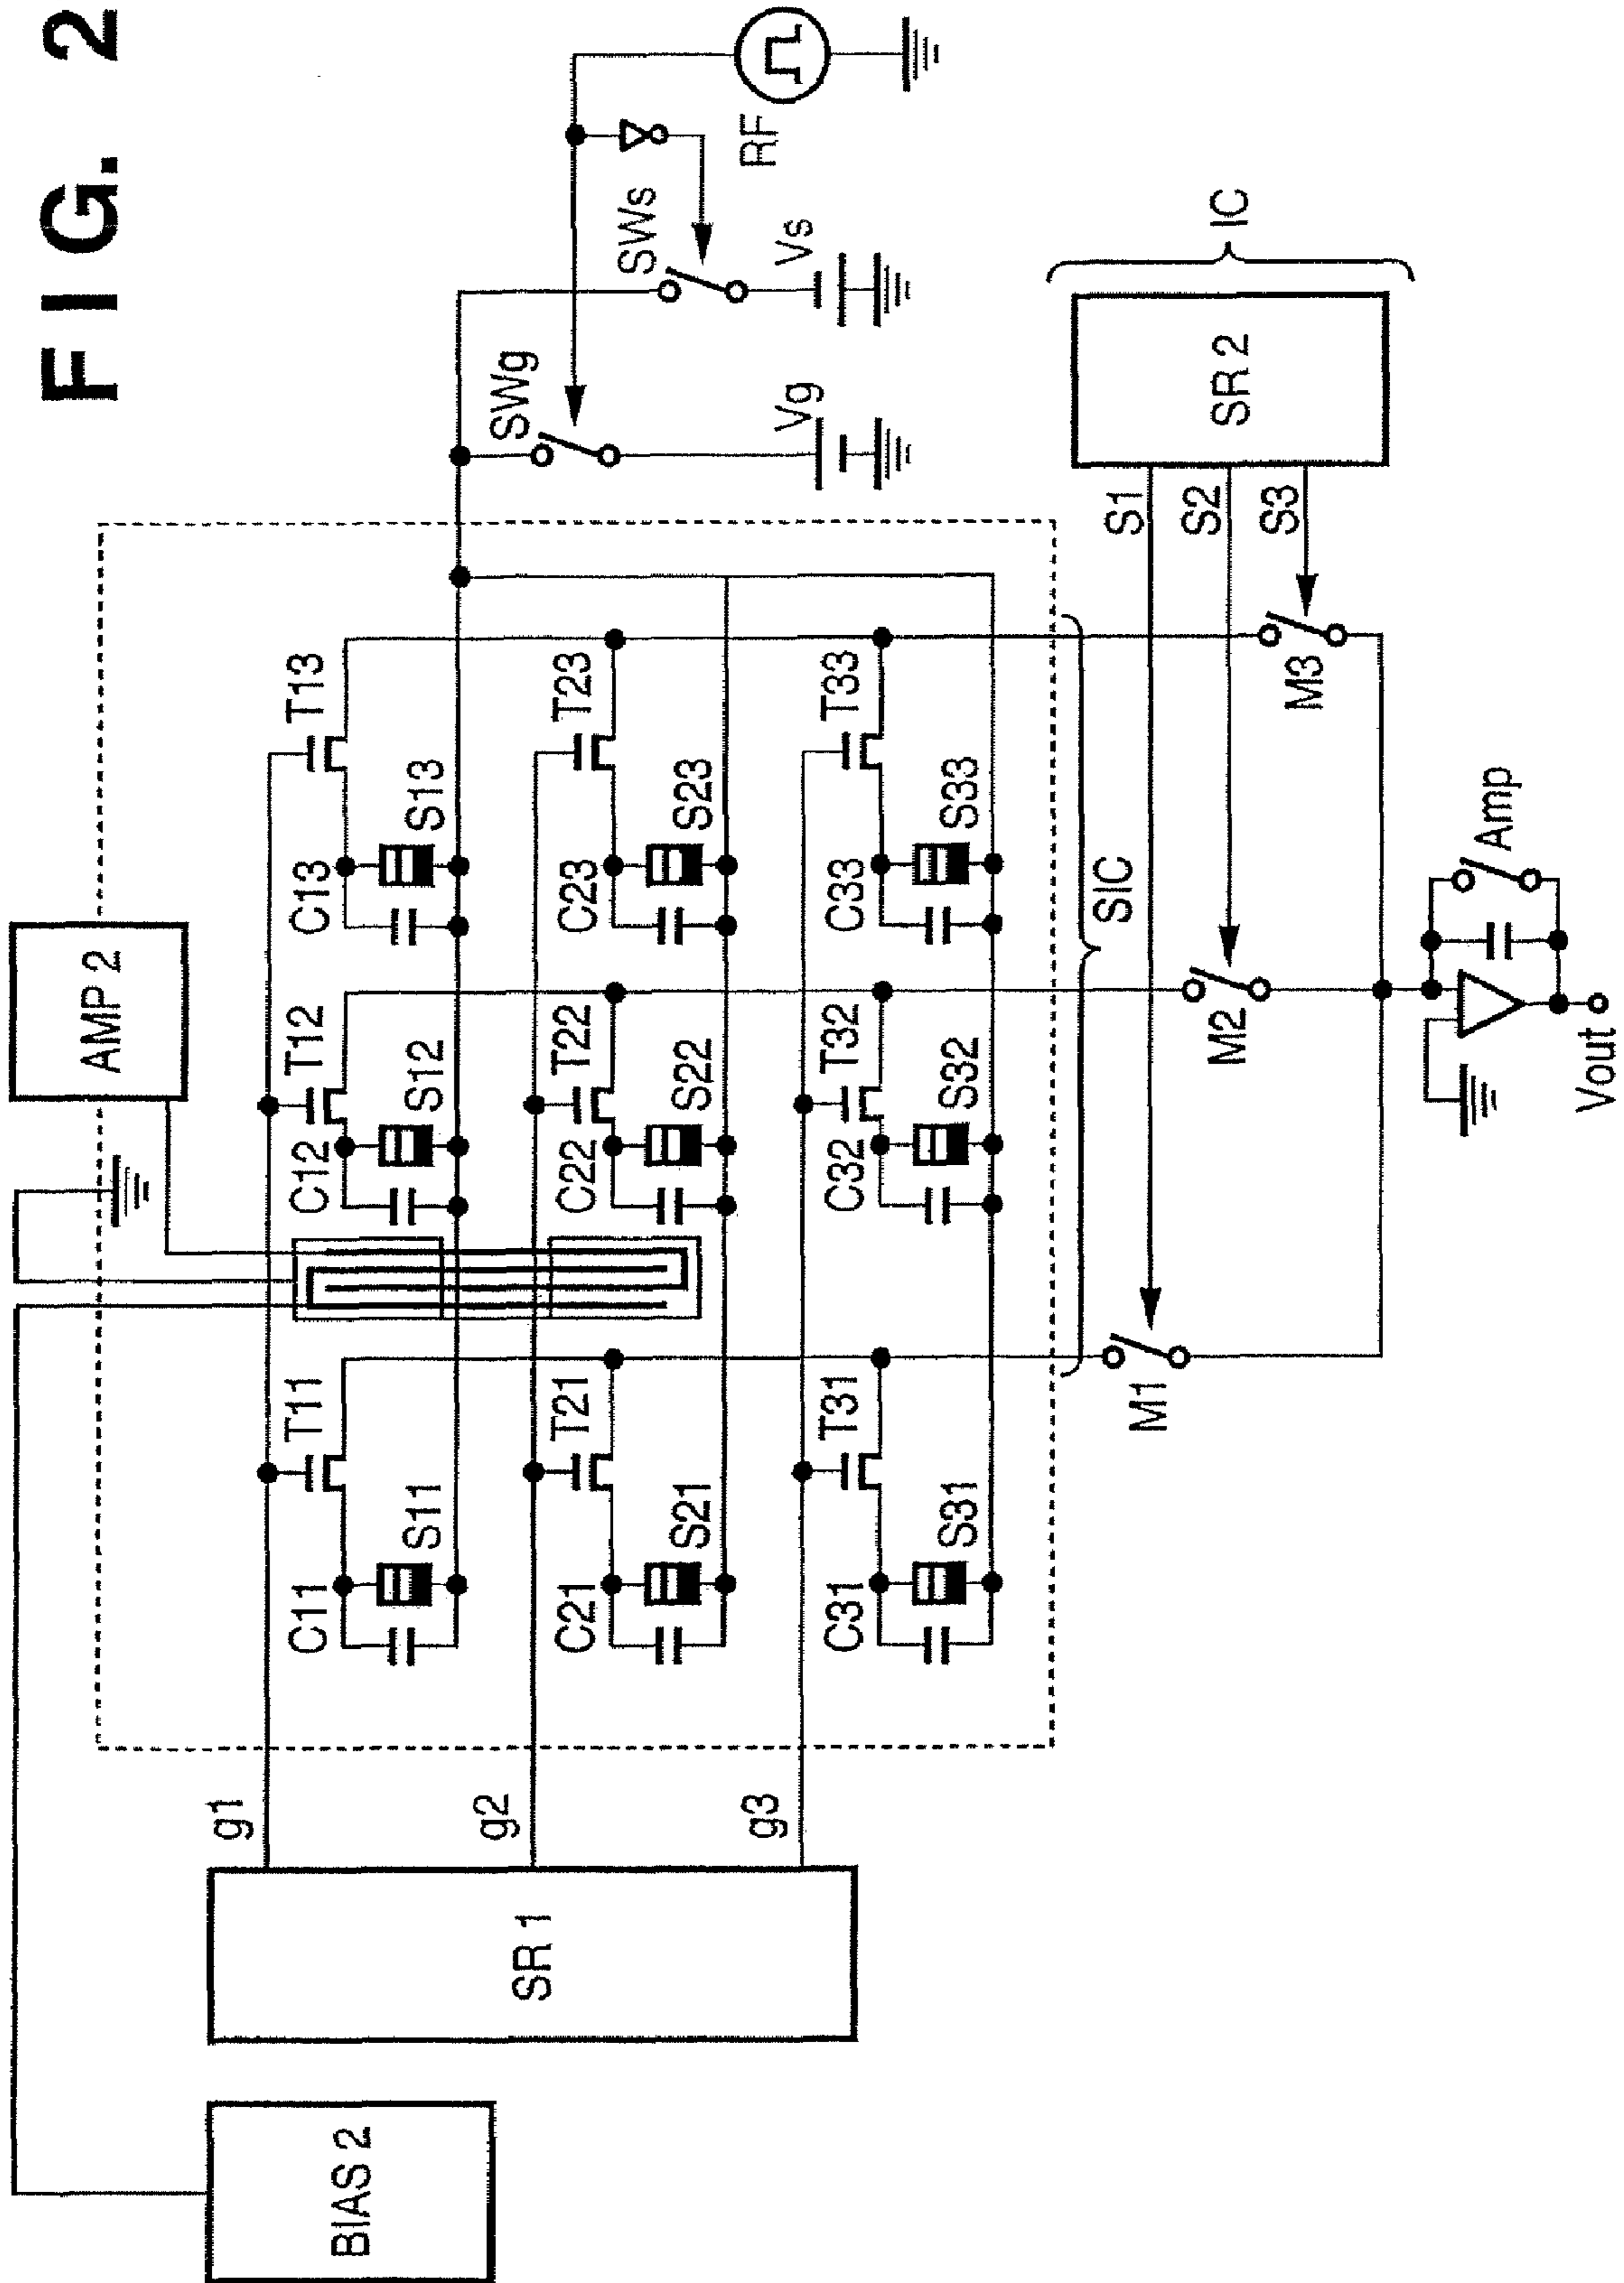 FIG. 2
BIAS 2
SR 1
g1
g2
g3
AMP 2
C11
T11
S11
C12
T12
S12
C13
T13
S13
C21
T21
S21
C22
T22
S22
C23
T23
S23
C31
T31
S31
C32
T32
S32
C33
T33
S33
SWg
SWs
Vg
Vs
RF
SIC
S1
S2
S3
SR 2
IC
M1
M2
M3
Amp
Vout